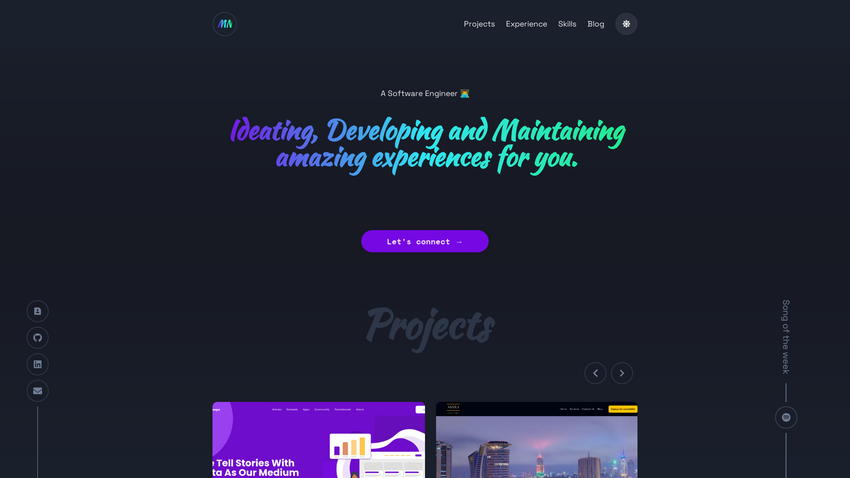 MN
Projects Experience Skills Blog
A Software Engineer
Ideating, Developing and Maintaining
amazing experiences for you.
Let's connect →
Projects
Song of the week
Tell Stories With
ta As Our Medium